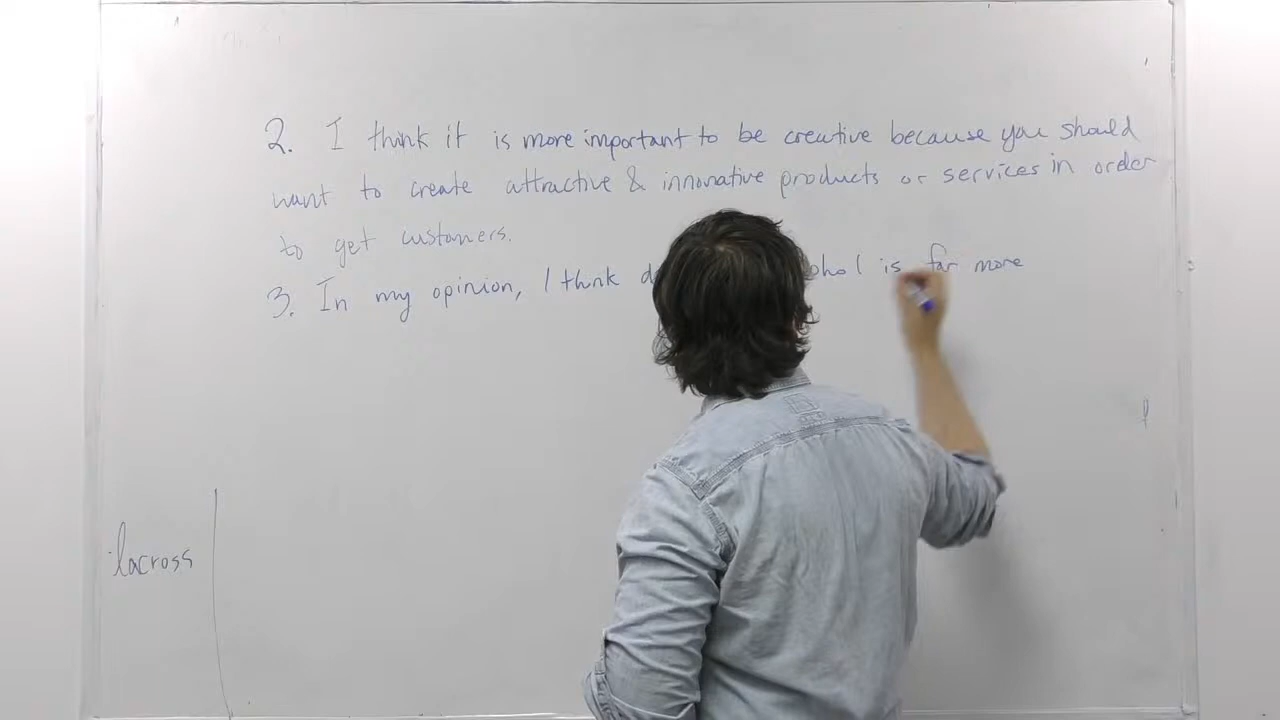 2. I think it is more important to be creative because you should
want to create attractive & innovative products or services in order
to get customers.
3. In my opinion, I think is far more
lacross